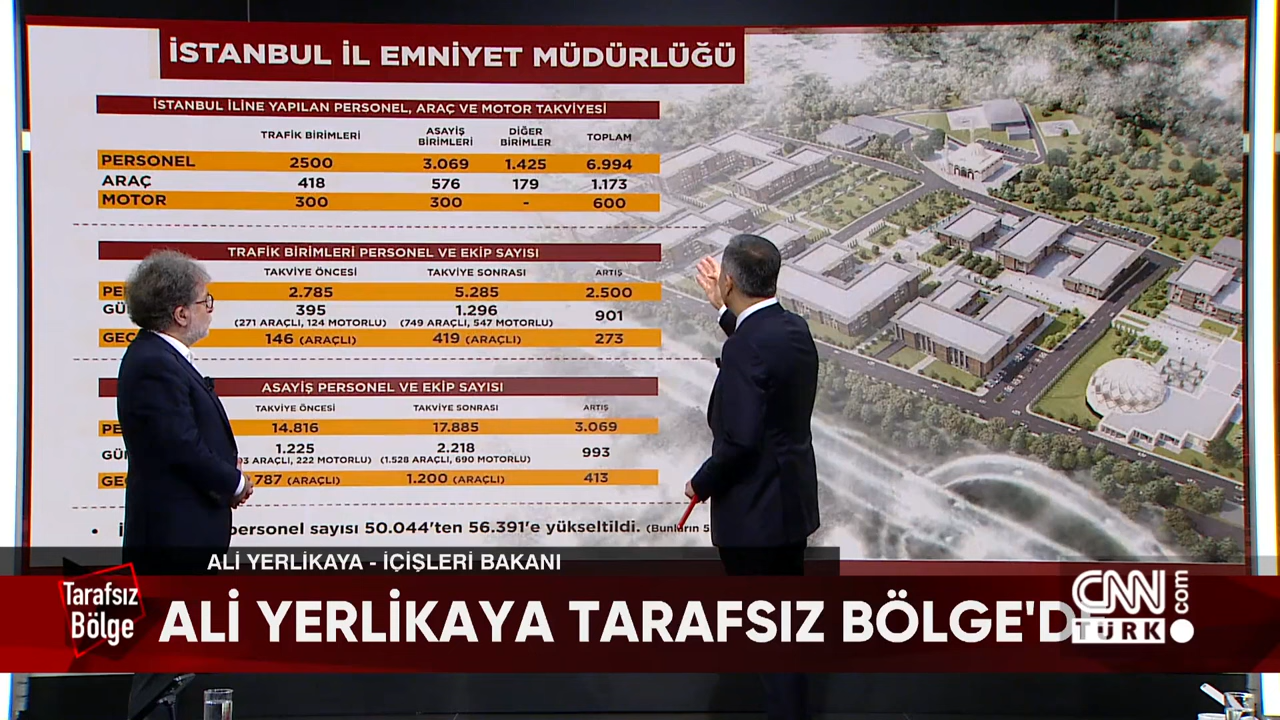 İSTANBUL İL EMNİYET MÜDÜRLÜĞÜ
İSTANBUL İLİNE YAPILAN PERSONEL, ARAÇ VE MOTOR TAKVİYESİ
TRAFİK BİRİMLERİ ASAYİŞ BİRİMLERİ DİĞER BİRİMLER TOPLAM
PERSONEL 2500 3.069 1.425 6.994
ARAÇ 418 576 179 1.173
MOTOR 300 300 - 600
TRAFİK BİRİMLERİ PERSONEL VE EKİP SAYISI
TAKVİYE ÖNCESİ TAKVİYE SONRASI ARTIŞ
2.785 5.285 2.500
395 1.296 901
(271 ARAÇLI, 124 MOTORLU) (749 ARAÇLI, 547 MOTORLU)
146 (ARAÇLI) 419 (ARAÇLI) 273
ASAYİŞ PERSONEL VE EKİP SAYISI
TAKVİYE ÖNCESİ TAKVİYE SONRASI ARTIŞ
14.816 17.885 3.069
1.225 2.218 993
ARAÇLI, 222 MOTORLU) (1.528 ARAÇLI, 690 MOTORLU)
787 (ARAÇLI) 1.200 (ARAÇLI) 413
personel sayısı 50.044'ten 56.391'e yükseltildi. (Bunların
ALİ YERLİKAYA - İÇİŞLERİ BAKANI
Tarafsız
Bölge
ALİ YERLİKAYA TARAFSIZ BÖLGE'DE
CNN
TÜRK
.com